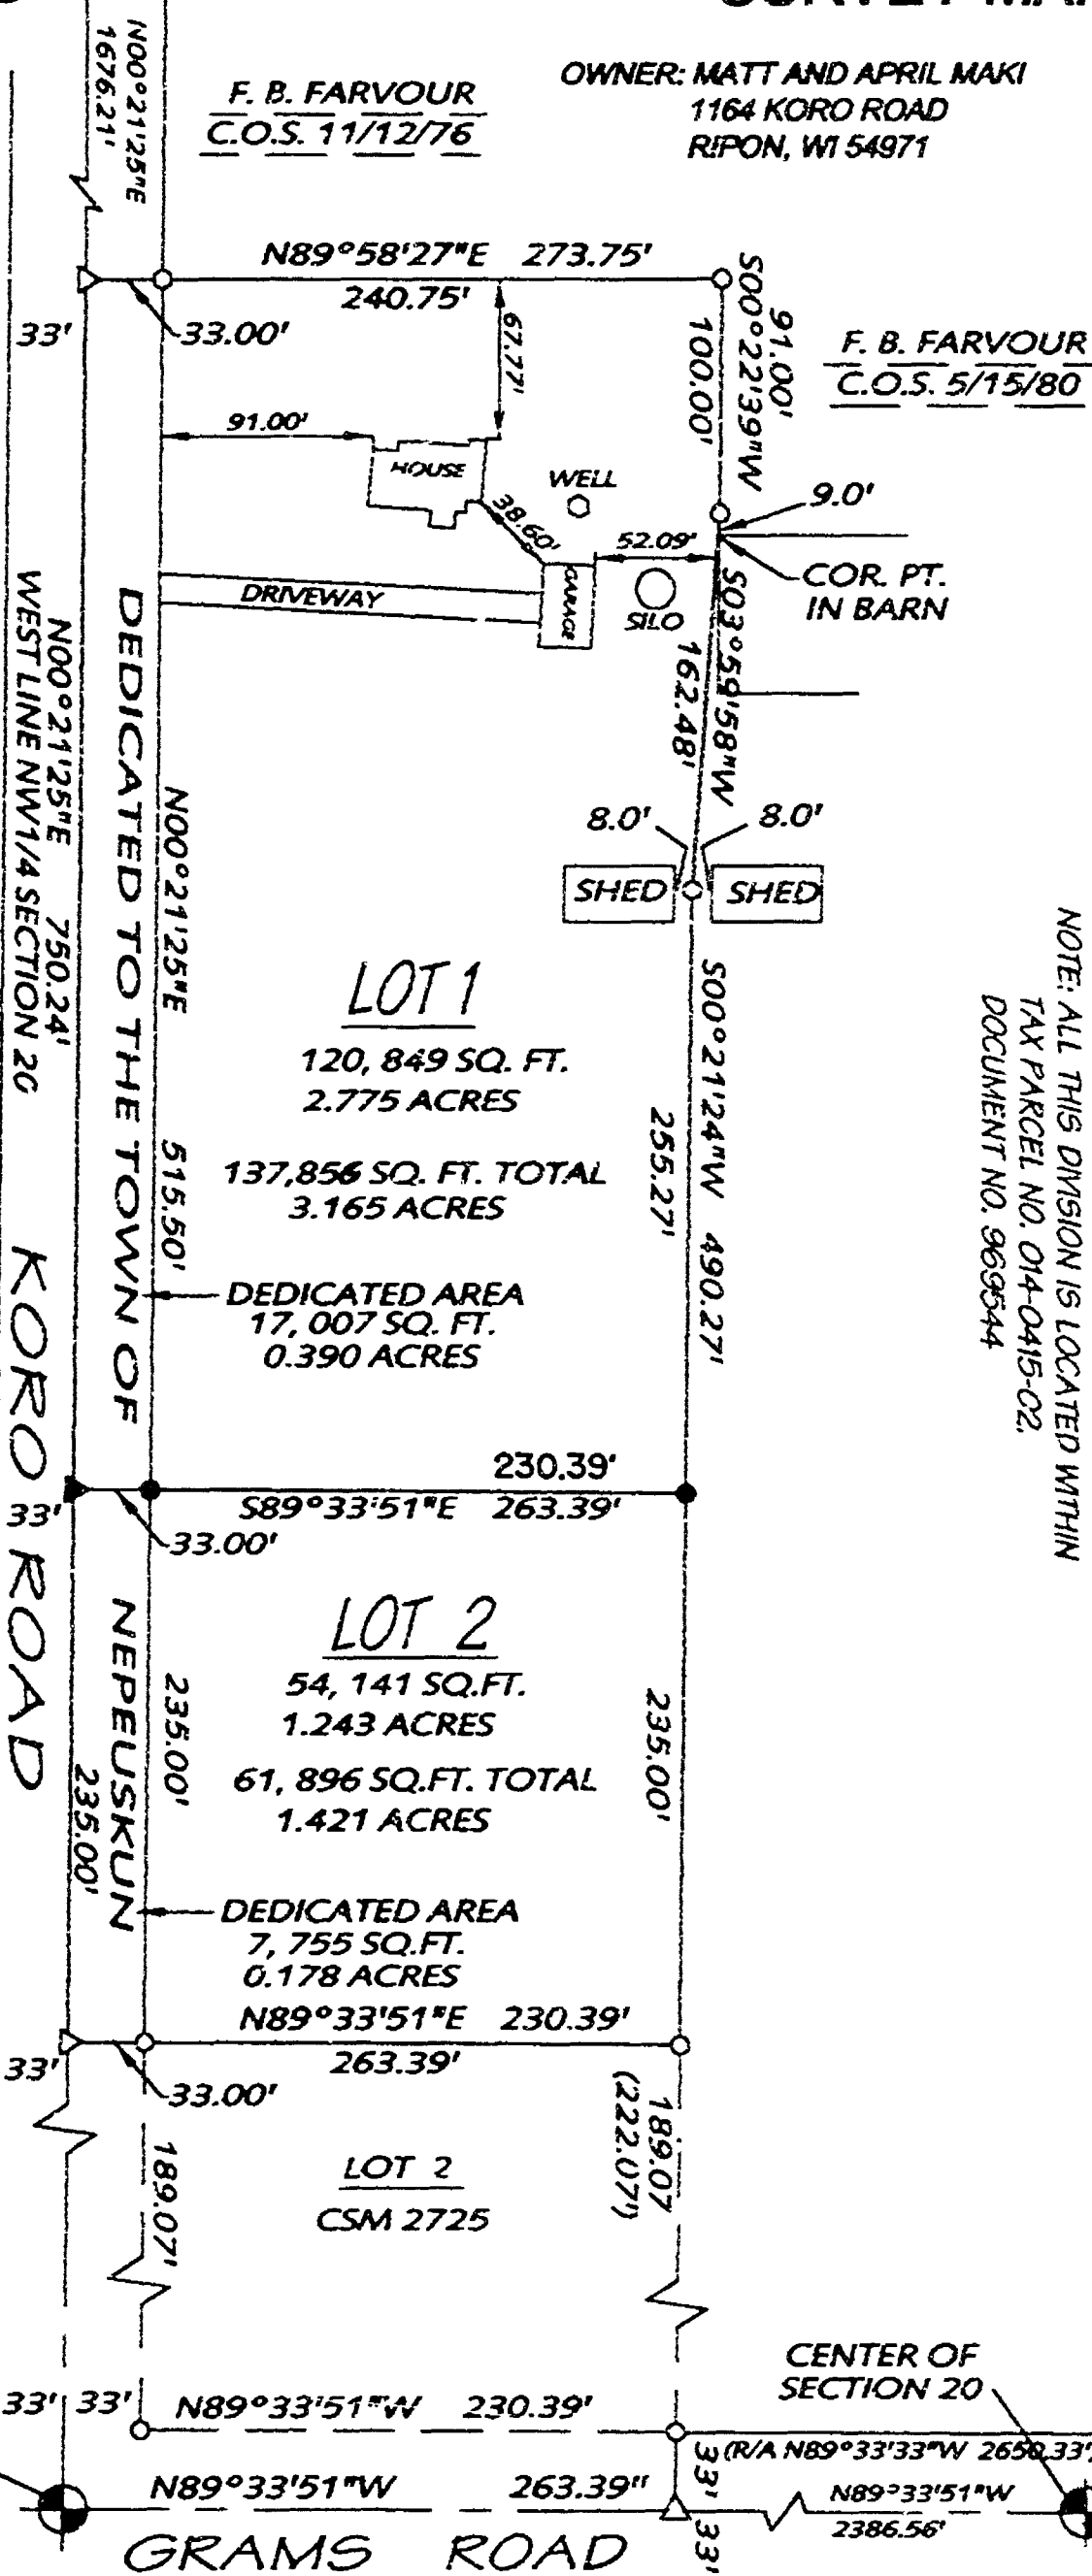 N00°21'25"E
1676.21'
F. B. FARVOUR
C.O.S. 11/12/76
OWNER: MATT AND APRIL MAKI
1164 KORO ROAD
RIPON, WI 54971
N89°58'27"E 273.75'
240.75'
33'
33.00'
67.77'
91.00'
S00°22'39"W
100.00'
F. B. FARVOUR
C.O.S. 5/15/80
91.00'
HOUSE
WELL
38.60'
9.0'
52.09'
COR. PT.
IN BARN
DRIVEWAY
GARAGE
SILO
S03°59'58"W
162.48'
8.0'
8.0'
SHED
SHED
N00°21'25"E 750.24'
WEST LINE NW1/4 SECTION 20
DEDICATED TO THE TOWN OF
N00°21'25"E 515.50'
LOT 1
120, 849 SQ. FT.
2.775 ACRES
137,856 SQ. FT. TOTAL
3.165 ACRES
DEDICATED AREA
17, 007 SQ. FT.
0.390 ACRES
S00°21'24"W 490.27'
255.27'
NOTE: ALL THIS DIVISION IS LOCATED WITHIN
TAX PARCEL NO. 014-0415-02.
DOCUMENT NO. 969544
KORO ROAD
230.39'
S89°33'51"E 263.39'
33'
33.00'
LOT 2
54, 141 SQ.FT.
1.243 ACRES
61, 896 SQ.FT. TOTAL
1.421 ACRES
NEPEUSKUN
235.00'
235.00'
235.00'
DEDICATED AREA
7, 755 SQ.FT.
0.178 ACRES
N89°33'51"E 230.39'
263.39'
33'
33.00'
189.07
(222.07')
189.07'
LOT 2
CSM 2725
CENTER OF
SECTION 20
33' 33'
N89°33'51"W 230.39'
(R/A N89°33'33"W 2650.33'
33'
N89°33'51"W 263.39"
N89°33'51"W
2386.56'
33'
GRAMS ROAD